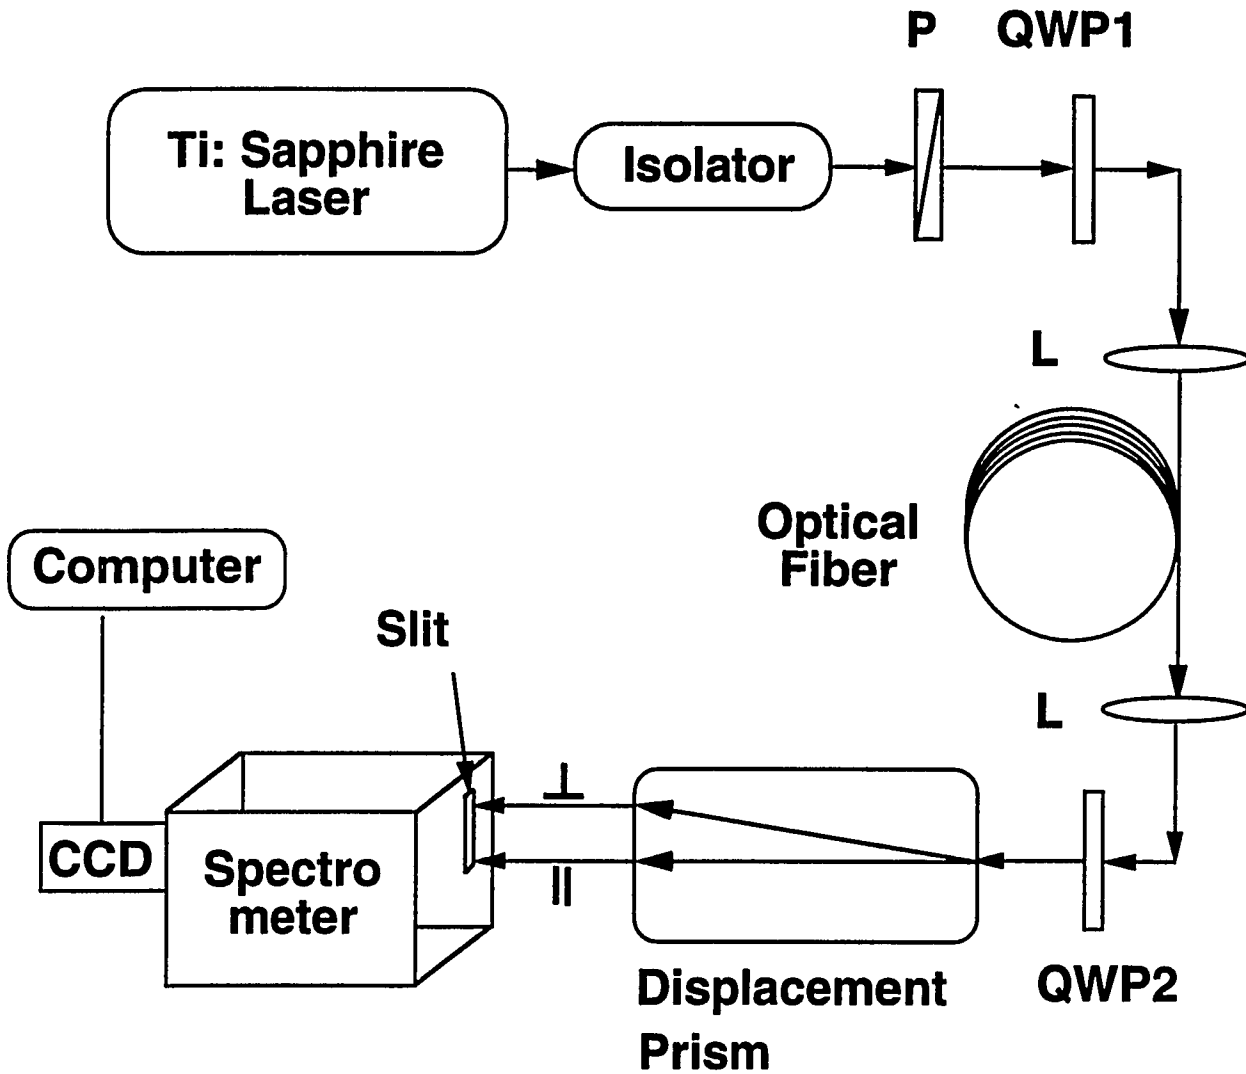 P
QWP1
Ti: Sapphire
Laser
Isolator
L
Optical
Fiber
Computer
Slit
L
⊥
CCD
Spectro
meter
||
Displacement
Prism
QWP2